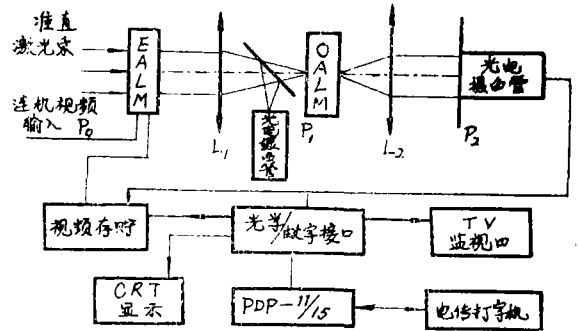 准直
激光束
连机视频
输入 P₀
EALM
L₁
光电摄像管
P₁
OALM
L₂
P₂
光电
摄像管
视频存贮
光学/数字接口
TV
监视口
CRT
显示
PDP-11/15
电传打字机